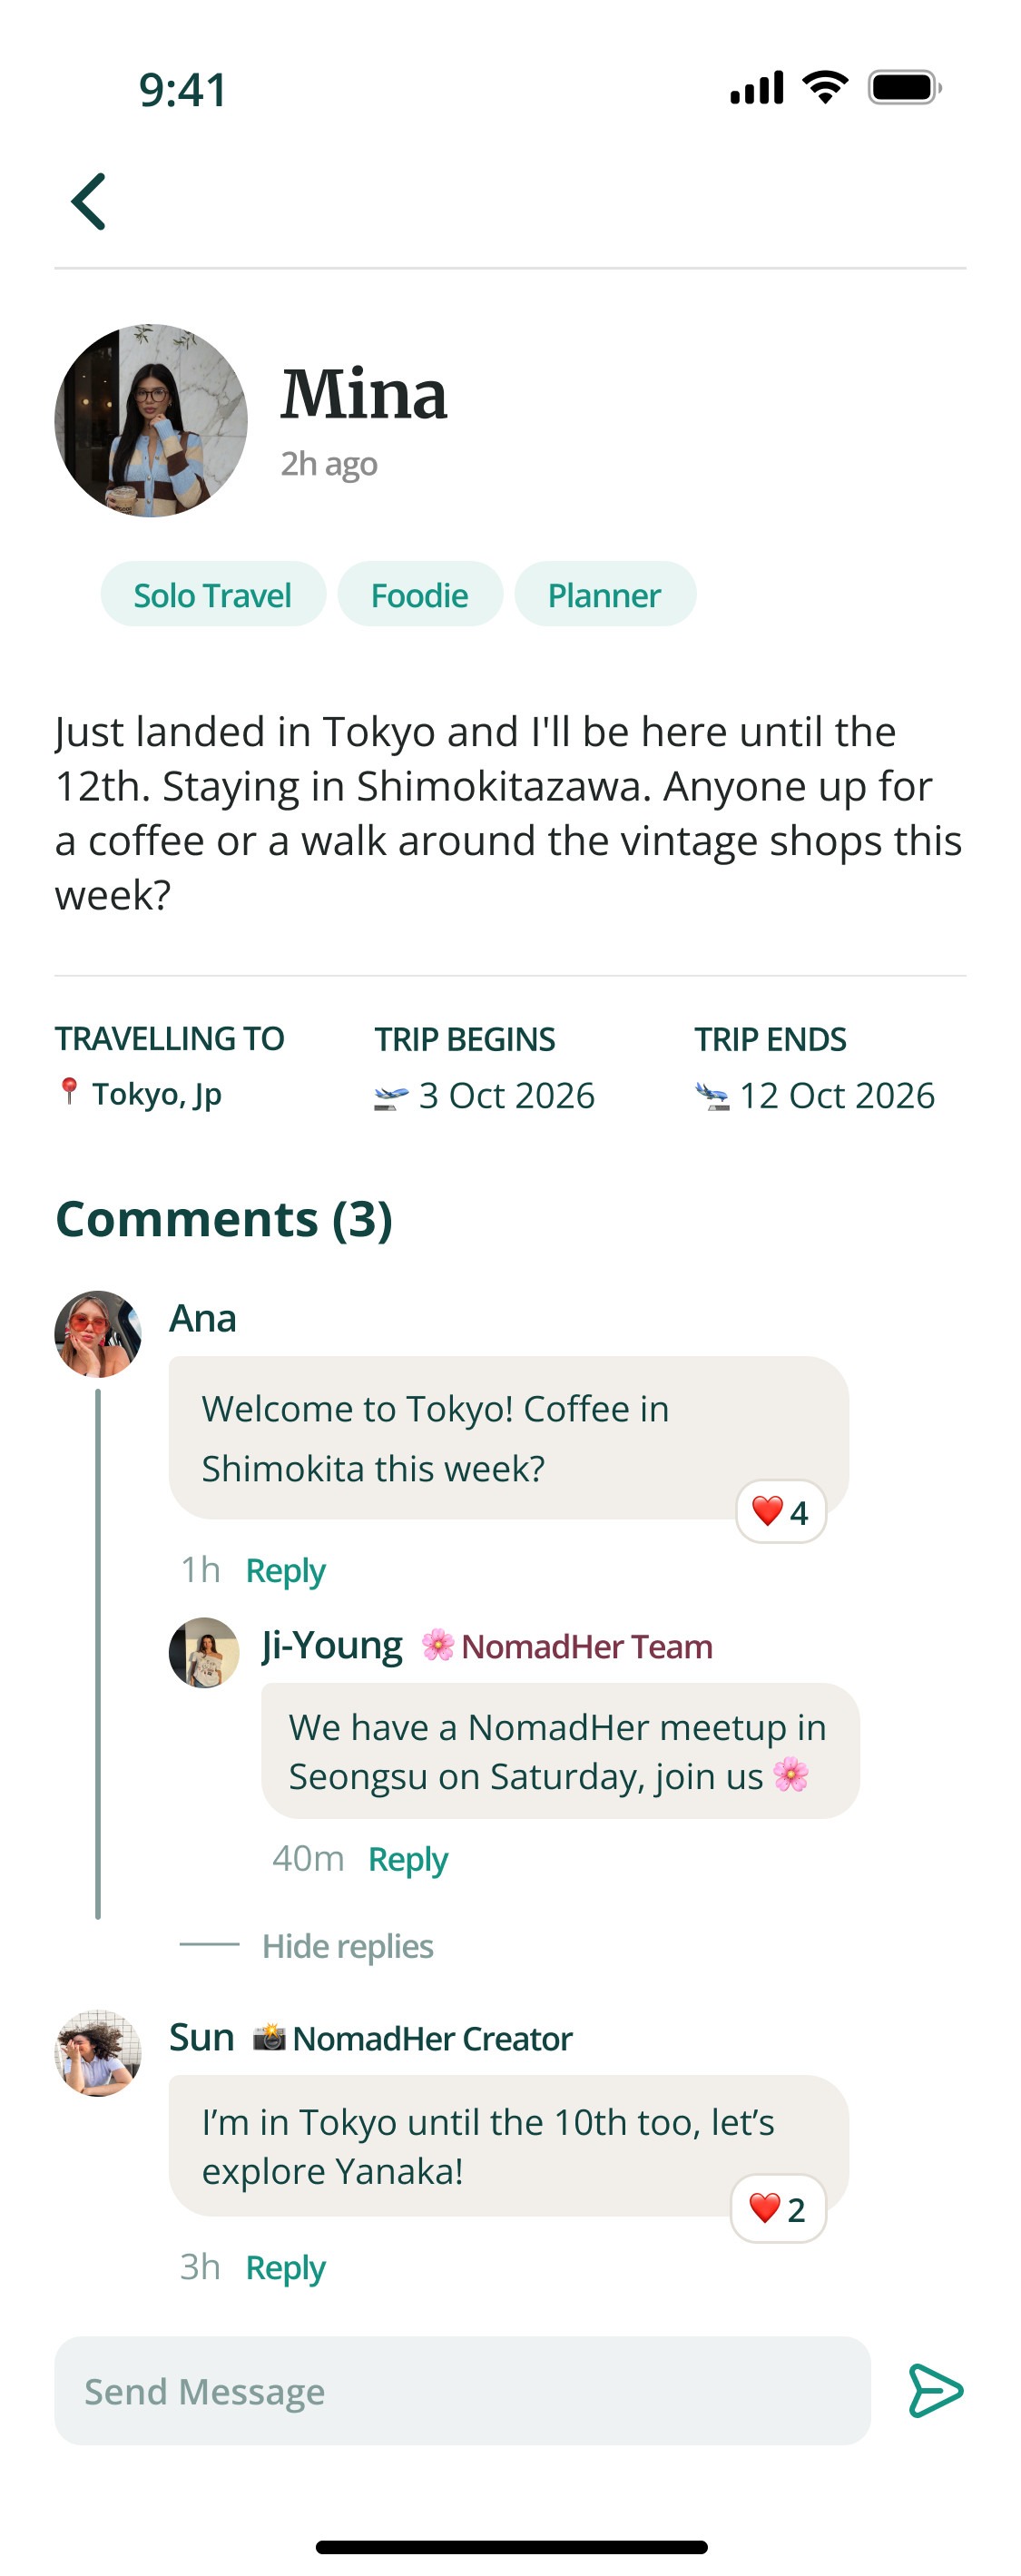 9:41
Mina
2h ago
Solo Travel Foodie Planner
Just landed in Tokyo and I'll be here until the
12th. Staying in Shimokitazawa. Anyone up for
a coffee or a walk around the vintage shops this
week?
TRAVELLING TO TRIP BEGINS TRIP ENDS
📍 Tokyo, Jp 🛫 3 Oct 2026 🛬 12 Oct 2026
Comments (3)
Ana
Welcome to Tokyo! Coffee in
Shimokita this week?
❤️ 4
1h Reply
Ji-Young 🌸 NomadHer Team
We have a NomadHer meetup in
Seongsu on Saturday, join us 🌸
40m Reply
Hide replies
Sun 📸 NomadHer Creator
I’m in Tokyo until the 10th too, let’s
explore Yanaka!
❤️ 2
3h Reply
Send Message